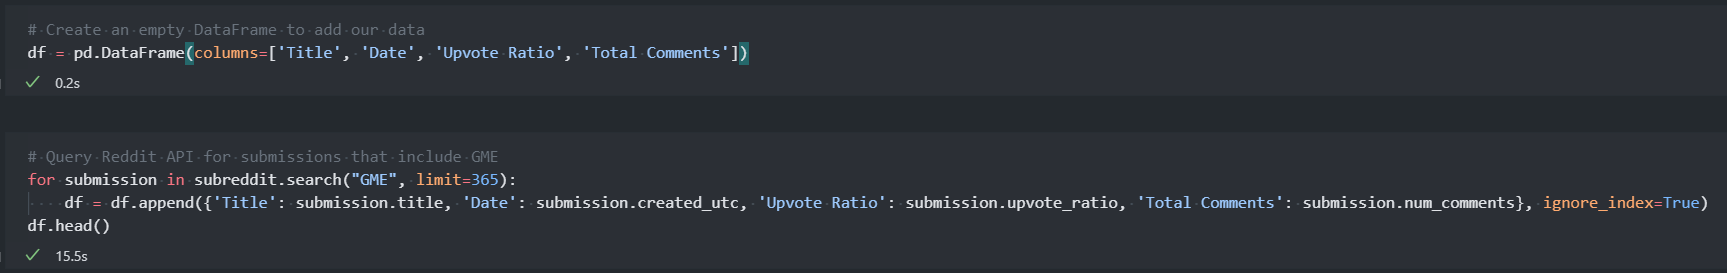 # Create an empty DataFrame to add our data
df = pd.DataFrame(columns=['Title', 'Date', 'Upvote Ratio', 'Total Comments'])
0.2s
# Query Reddit API for submissions that include GME
for submission in subreddit.search("GME", limit=365):
    df = df.append({'Title': submission.title, 'Date': submission.created_utc, 'Upvote Ratio': submission.upvote_ratio, 'Total Comments': submission.num_comments}, ignore_index=True)
df.head()
15.5s